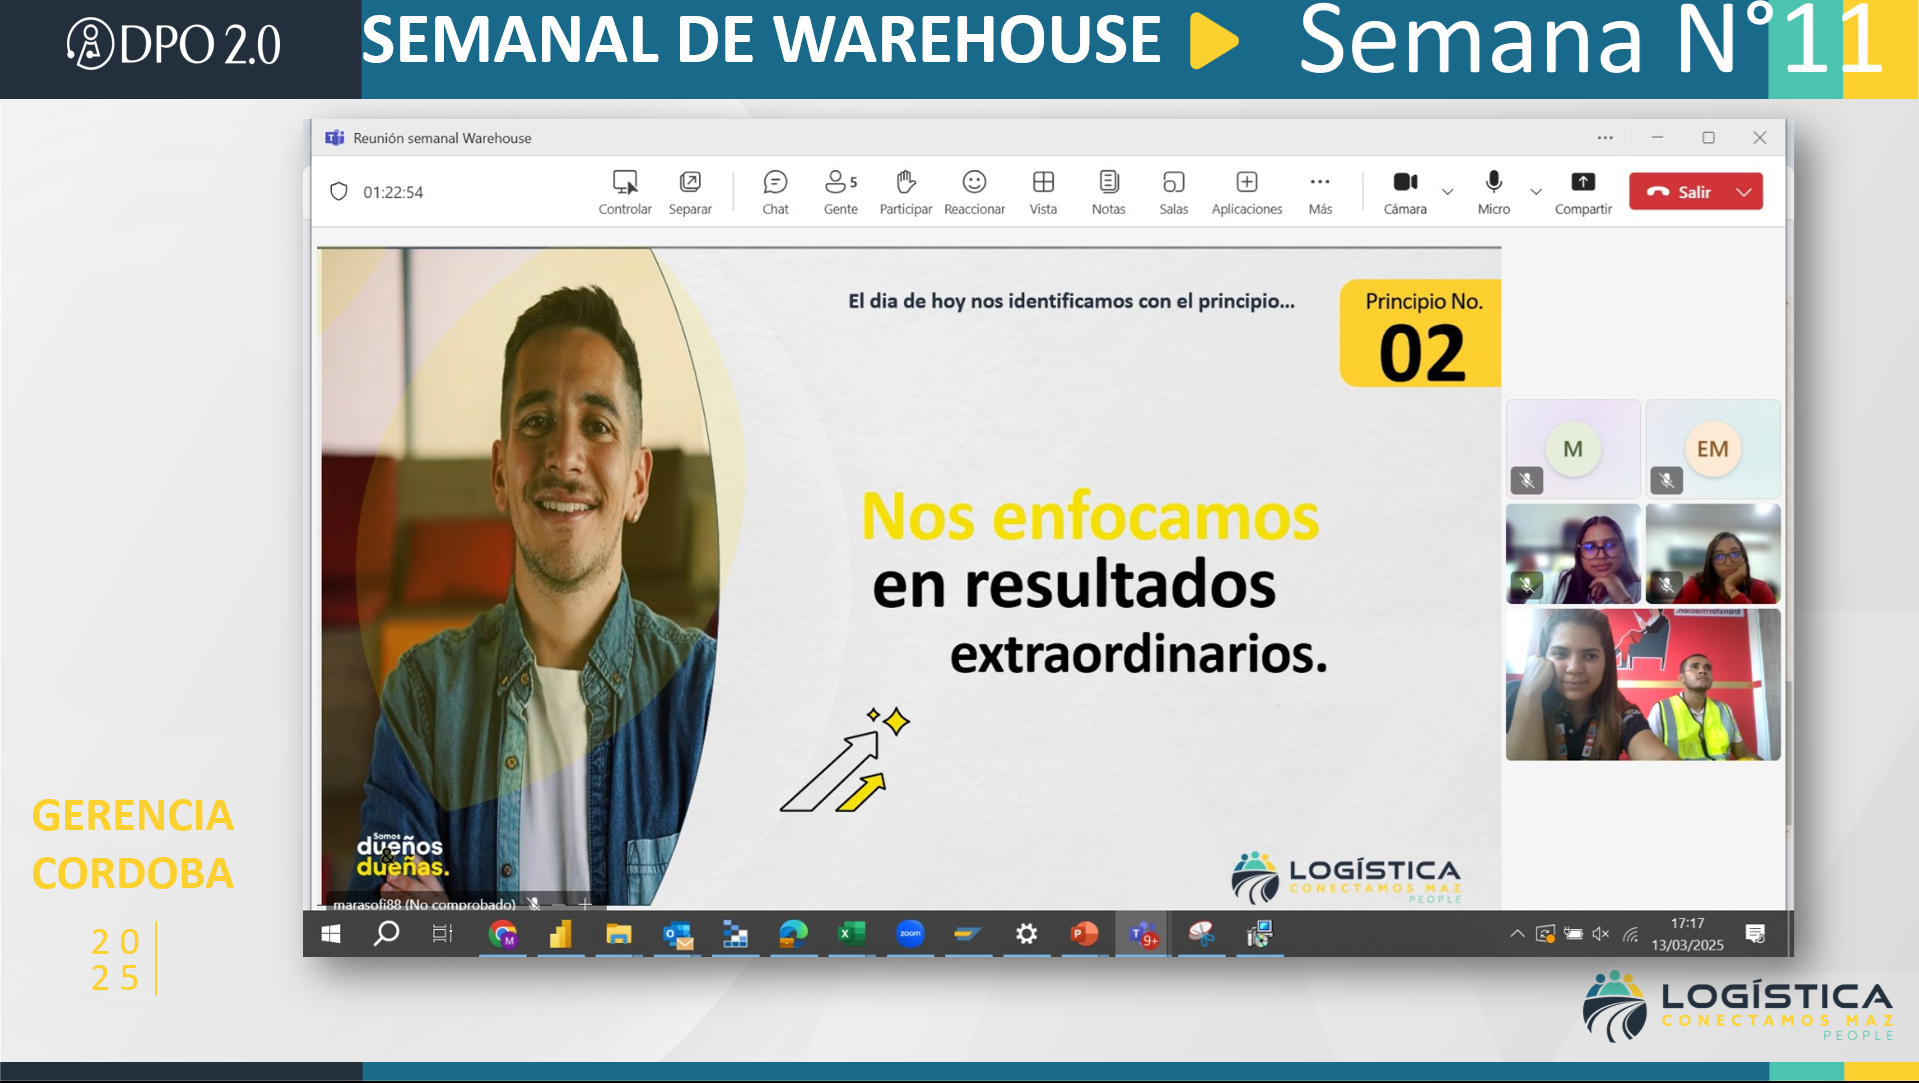 DPO 2.0
SEMANAL DE WAREHOUSE
Semana N°11
Reunión semanal Warehouse
01:22:54
Controlar
Separar
Chat
5
Gente
Participar
Reaccionar
Vista
Notas
Salas
Aplicaciones
Más
Cámara
Micro
Compartir
Salir
El dia de hoy nos identificamos con el principio...
Principio No.
02
Nos enfocamos
en resultados
extraordinarios.
M
EM
transformación.
Somos
dueños
&
dueñas.
LOGÍSTICA
CONECTAMOS MAZ
PEOPLE
marasofi88 (No comprobado)
zoom
9+
17:17
13/03/2025
GERENCIA
CORDOBA
20
25
LOGÍSTICA
CONECTAMOS MAZ
PEOPLE